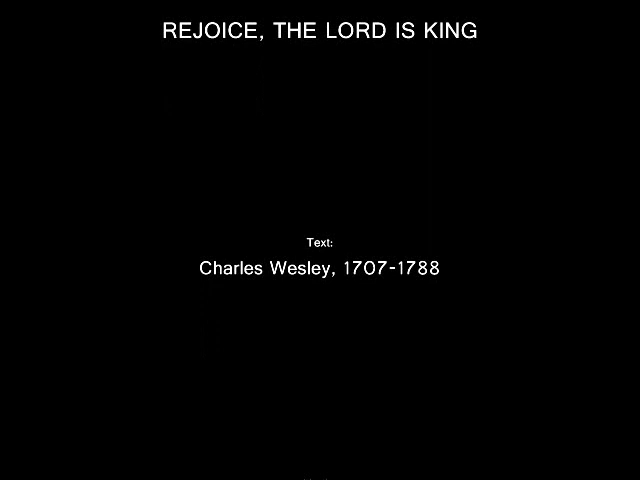 REJOICE, THE LORD IS KING
Text:
Charles Wesley, 1707-1788